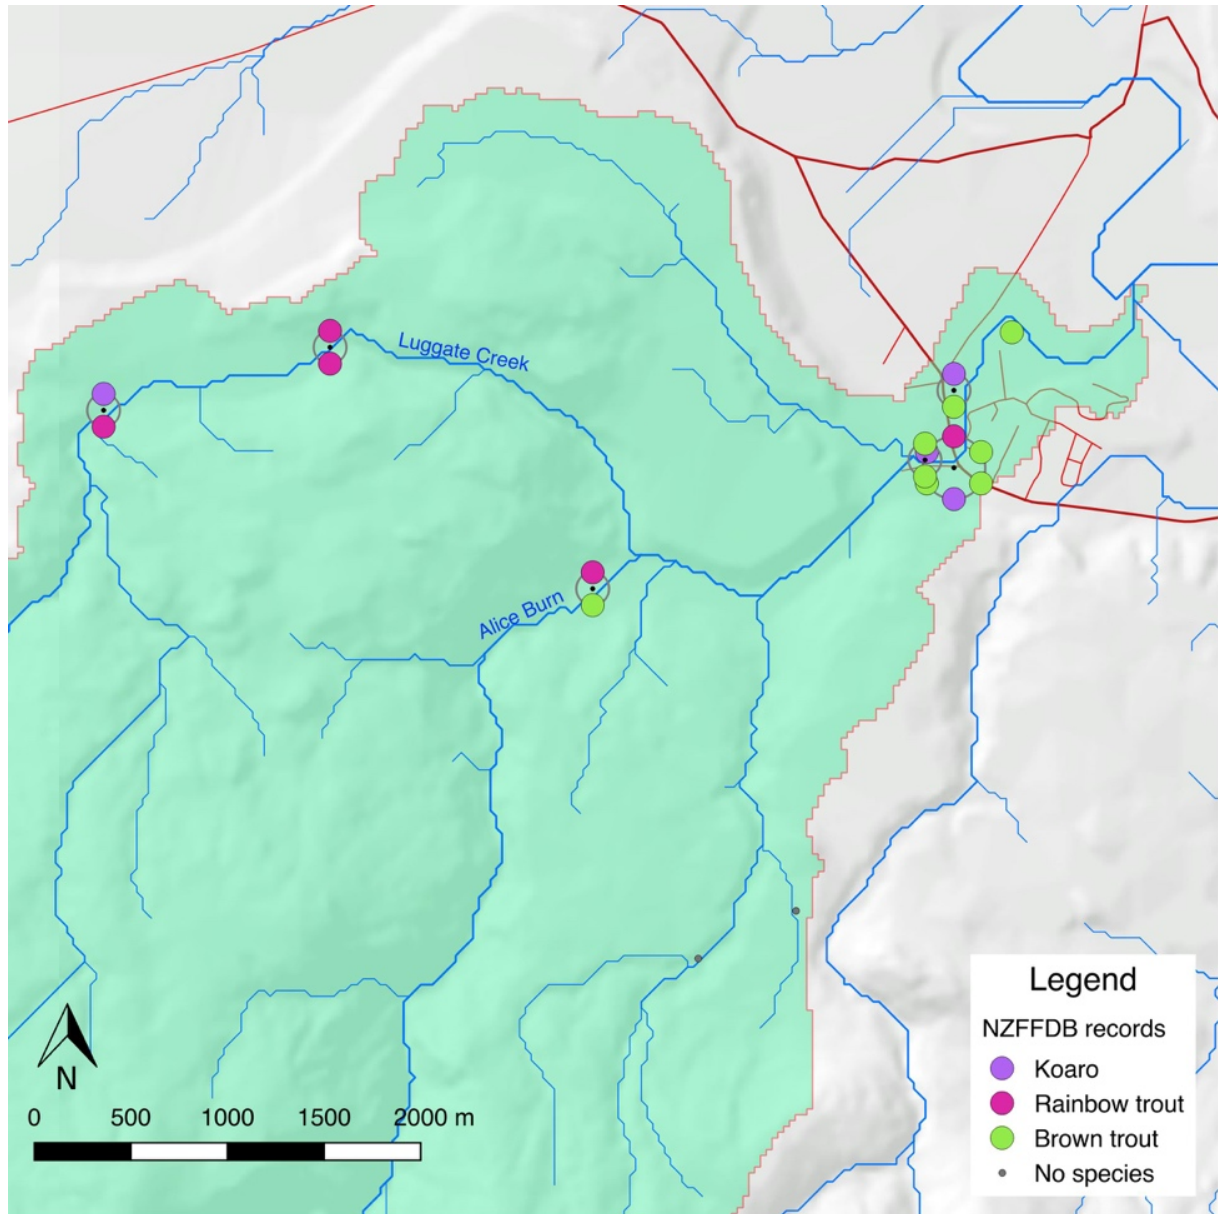 Luggate Creek
Alice Burn
N
0 500 1000 1500 2000 m
Legend
NZFFDB records
Koaro
Rainbow trout
Brown trout
No species